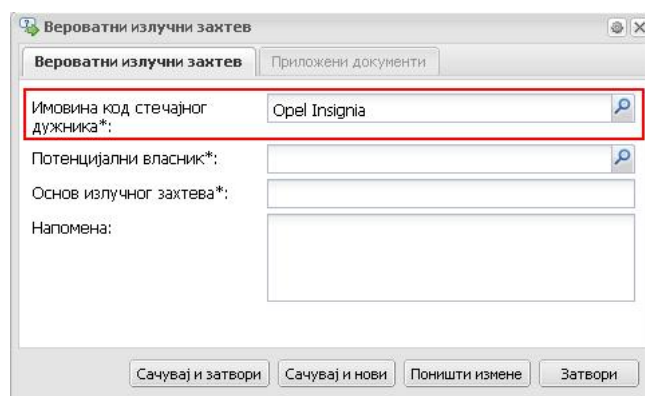 Вероватни излучни захтев
Вероватни излучни захтев Приложени документи
Имовина код стечајног
дужника*:
Opel Insignia
Потенцијални власник*:
Основ излучног захтева*:
Напомена:
Сачувај и затвори Сачувај и нови Поништи измене Затвори